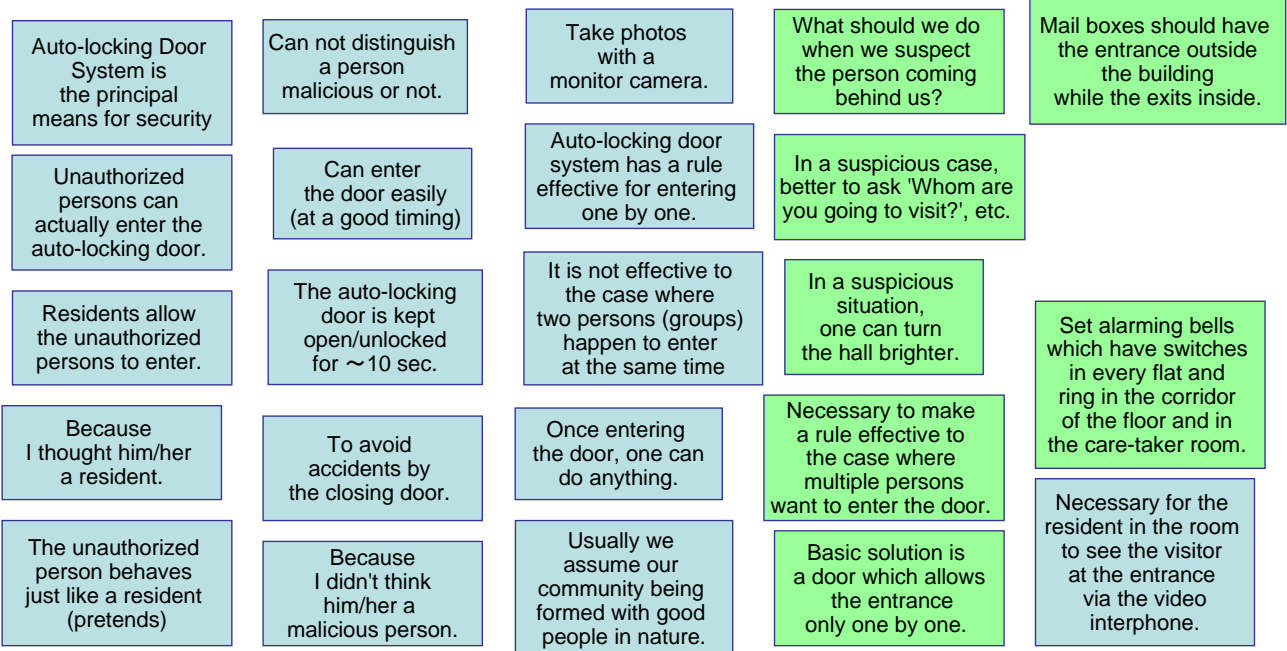 Auto-locking Door
System is
the principal
means for security
Unauthorized
persons can
actually enter the
auto-locking door.
Residents allow
the unauthorized
persons to enter.
Because
I thought him/her
a resident.
The unauthorized
person behaves
just like a resident
(pretends)
Can not distinguish
a person
malicious or not.
Can enter
the door easily
(at a good timing)
The auto-locking
door is kept
open/unlocked
for ～10 sec.
To avoid
accidents by
the closing door.
Because
I didn't think
him/her a
malicious person.
Take photos
with a
monitor camera.
Auto-locking door
system has a rule
effective for entering
one by one.
It is not effective to
the case where
two persons (groups)
happen to enter
at the same time
Once entering
the door, one can
do anything.
Usually we
assume our
community being
formed with good
people in nature.
What should we do
when we suspect
the person coming
behind us?
In a suspicious case,
better to ask 'Whom are
you going to visit?', etc.
In a suspicious
situation,
one can turn
the hall brighter.
Necessary to make
a rule effective to
the case where
multiple persons
want to enter the door.
Basic solution is
a door which allows
the entrance
only one by one.
Mail boxes should have
the entrance outside
the building
while the exits inside.
Set alarming bells
which have switches
in every flat and
ring in the corridor
of the floor and in
the care-taker room.
Necessary for the
resident in the room
to see the visitor
at the entrance
via the video
interphone.